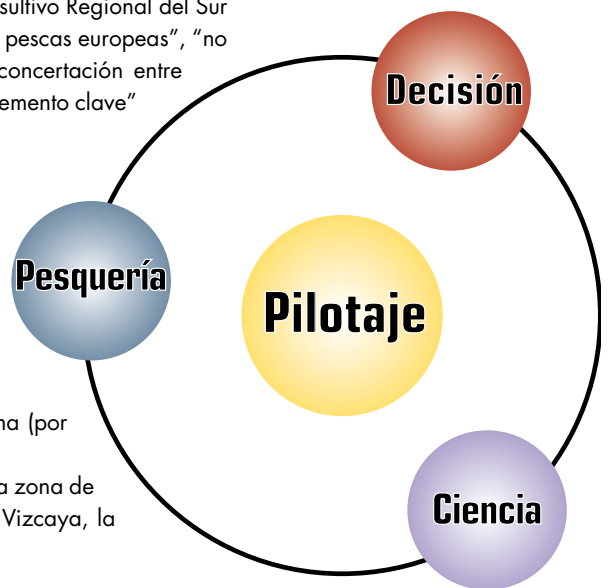 sultivo Regional del Sur
pescas europeas”, “no
concertación entre
emento clave”
Decisión
Pesquería
Pilotaje
na (por
a zona de
Vizcaya, la
Ciencia